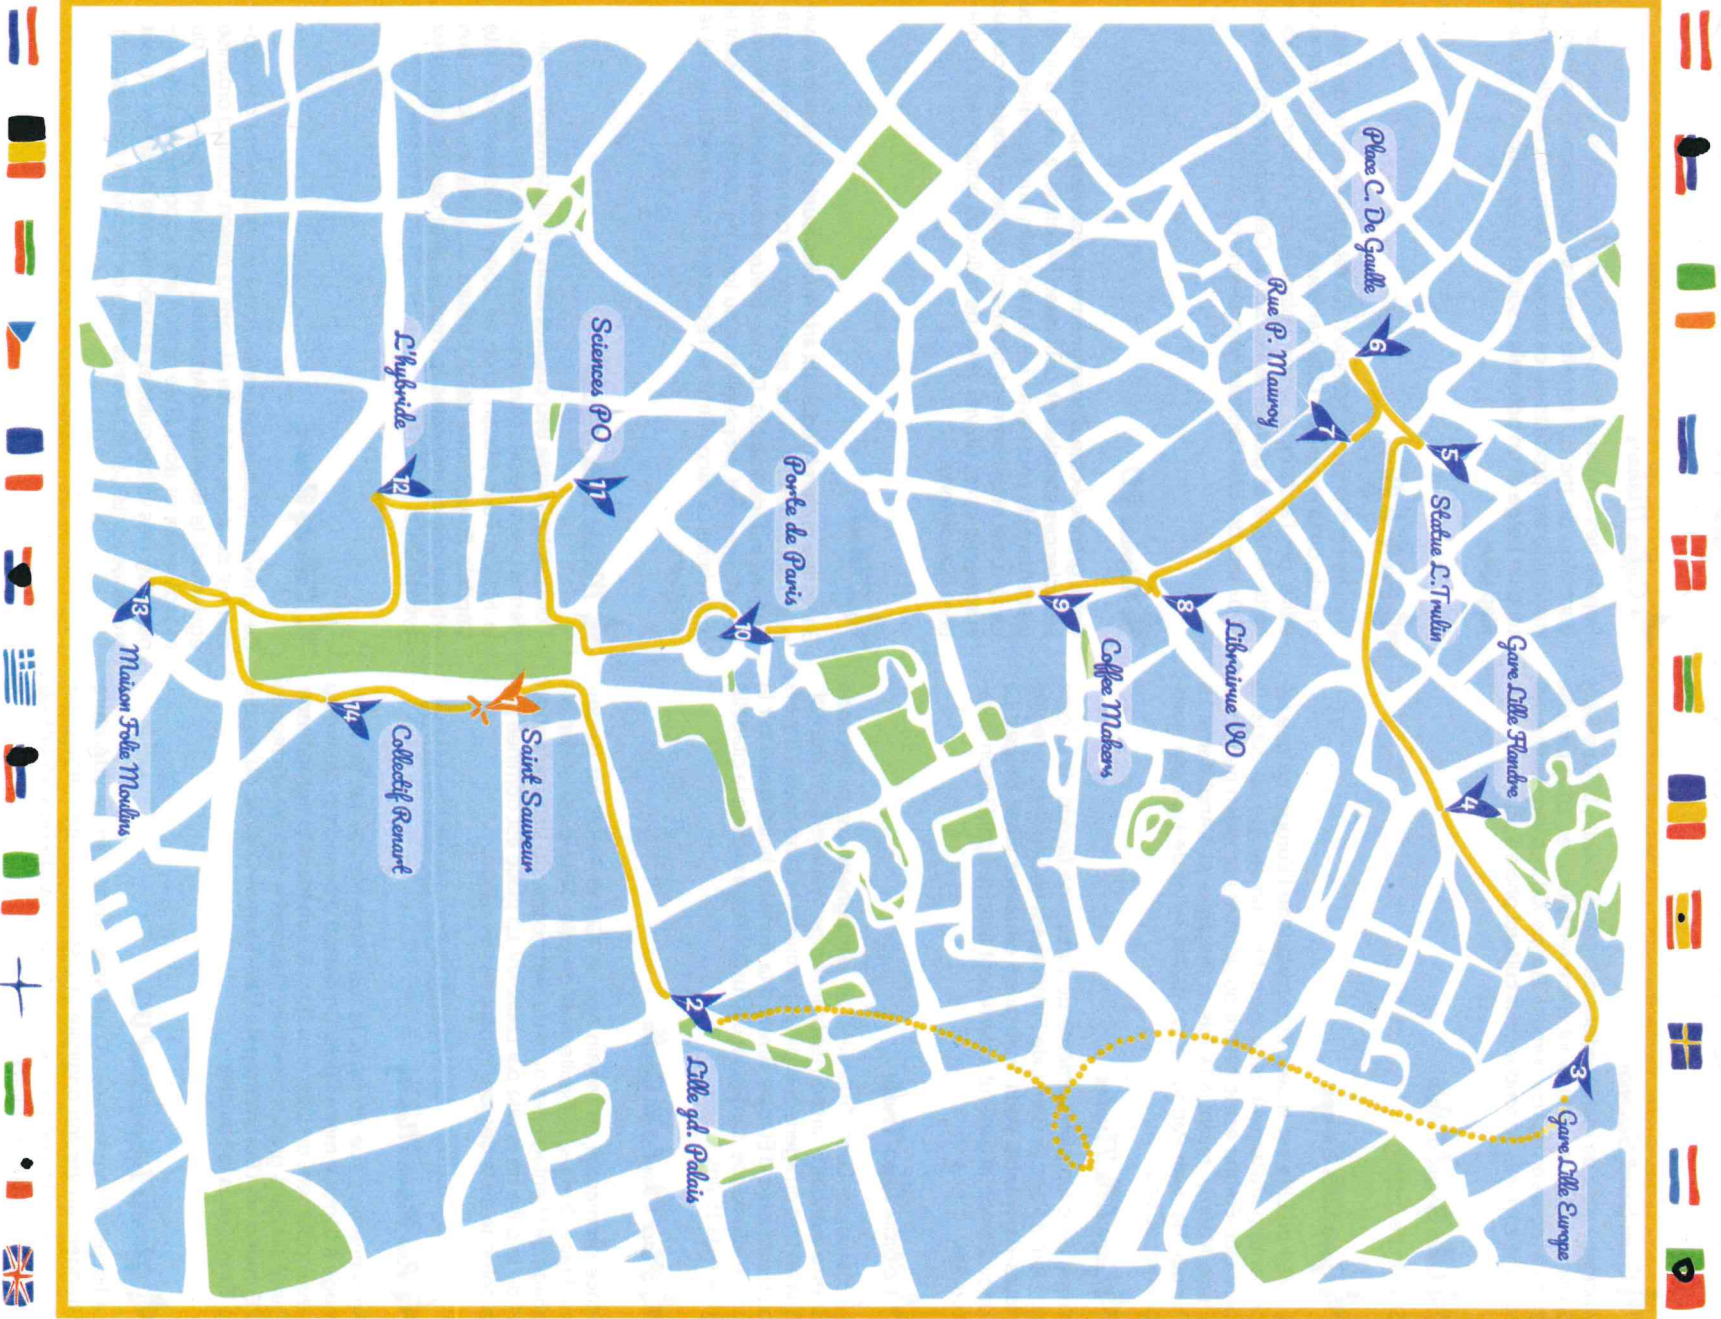 Place C. De Gaulle
6
Rue P. Mauroy
7
5
Statue L. Trulin
Gare Lille Flandre
4
3
Gare Lille Europe
Librairue VO
8
Coffee Makers
9
Porte de Paris
10
Sciences PO
11
L'hybride
12
13
Maison Folie Moulins
14
Collectif Renart
1
Saint Sauveur
2
Lille gd. Palais